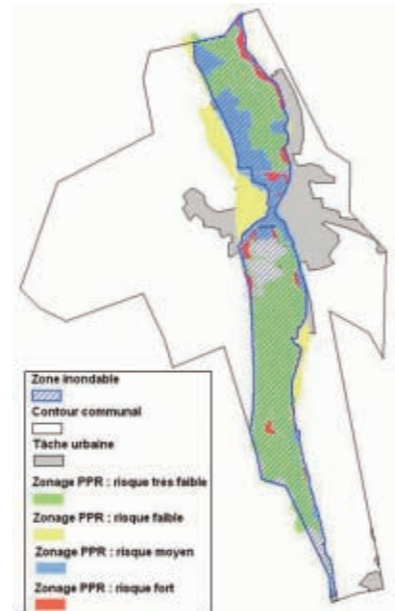 Zone inondable
Contour communal
Tâche urbaine
Zonage PPR : risque très faible
Zonage PPR : risque faible
Zonage PPR : risque moyen
Zonage PPR : risque fort